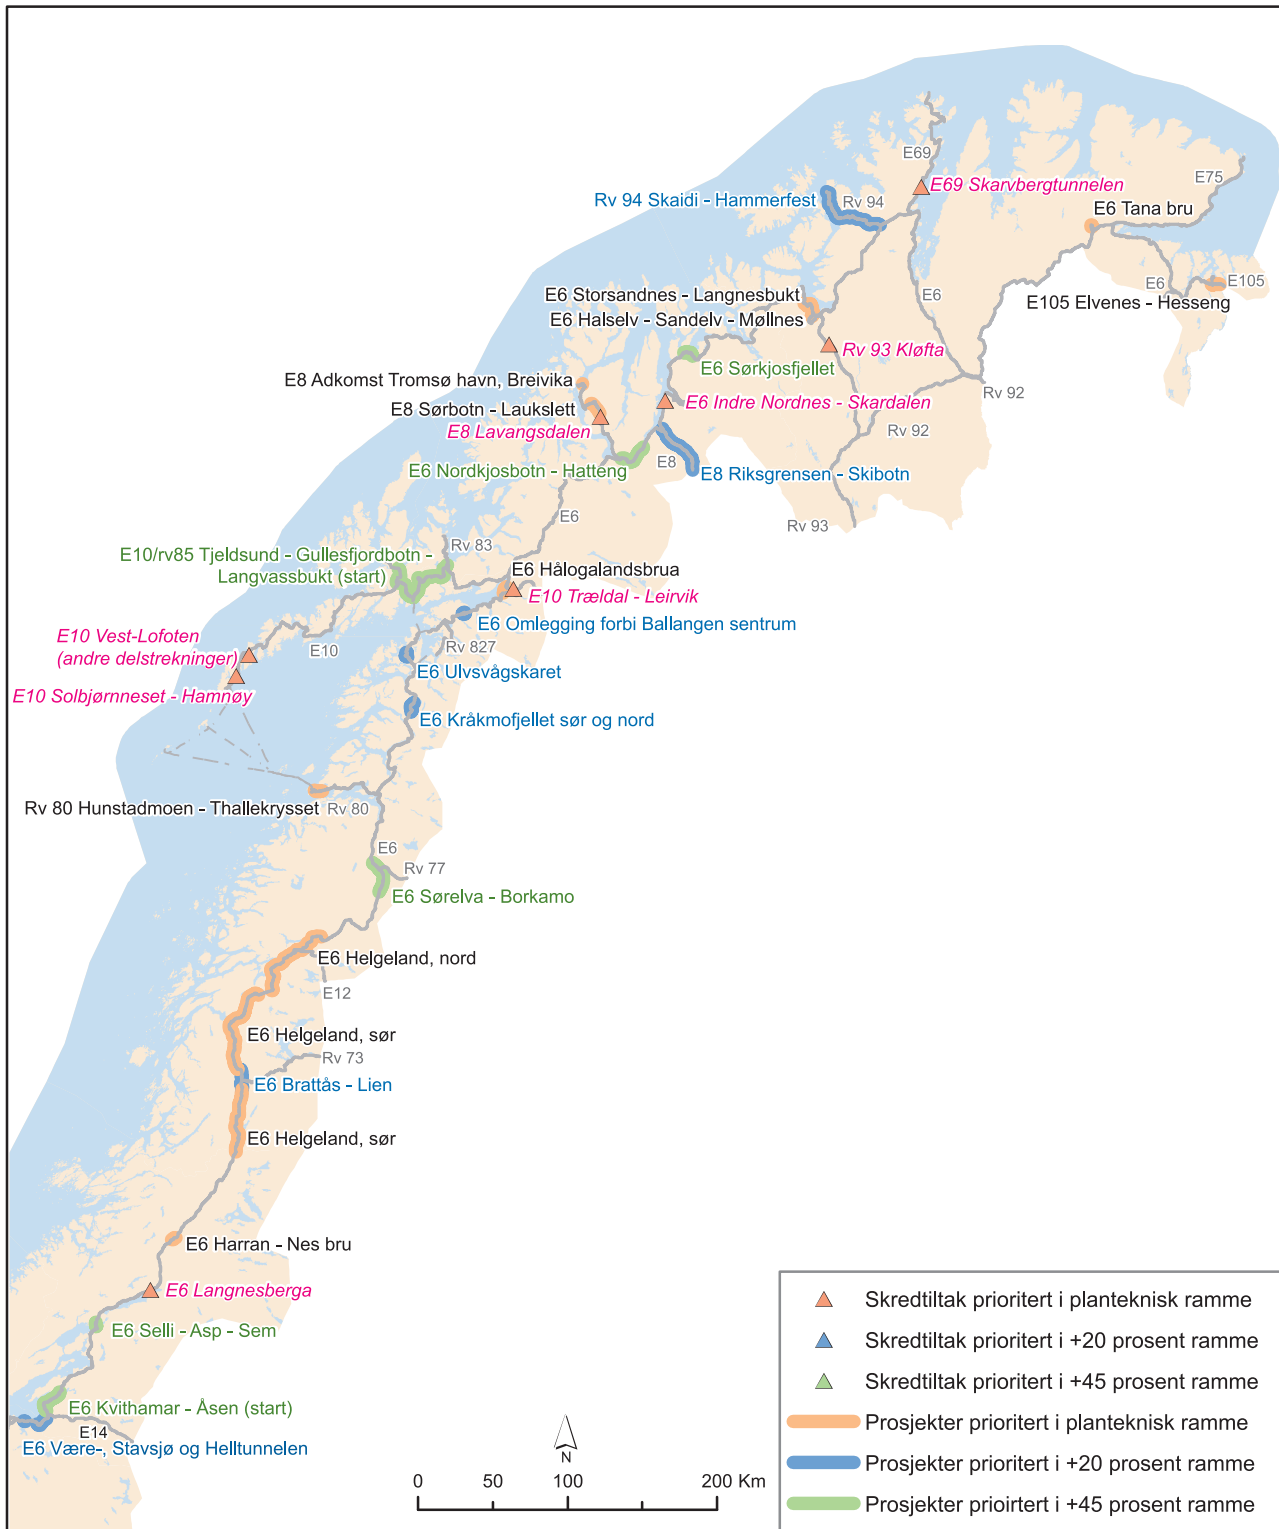 E69
E69 Skarvbergtunnelen
E75
Rv 94 Skaidi - Hammerfest
Rv 94
E6 Tana bru
E6
E6
E105
E105 Elvenes - Hesseng
E6 Storsandnes - Langnesbukt
E6 Halselv - Sandelv - Møllnes
Rv 93 Kløfta
E6 Sørkjosfjellet
E8 Adkomst Tromsø havn, Breivika
Rv 92
E6 Indre Nordnes - Skardalen
E8 Sørbotn - Laukslett
E8 Lavangsdalen
Rv 92
E6 Nordkjosbotn - Hatteng
E8
E8 Riksgrensen - Skibotn
E6
Rv 93
Rv 83
E10/rv85 Tjeldsund - Gullesfjordbotn -
Langvassbukt (start)
E6 Hålogalandsbrua
E10 Trældal - Leirvik
E6 Omlegging forbi Ballangen sentrum
E10 Vest-Lofoten
(andre delstrekninger)
E10
Rv 827
E6 Ulvsvågskaret
E10 Solbjørnneset - Hamnøy
E6 Kråkmofjellet sør og nord
Rv 80 Hunstadmoen - Thallekrysset
Rv 80
E6
Rv 77
E6 Sørelva - Borkamo
E6 Helgeland, nord
E12
E6 Helgeland, sør
Rv 73
E6 Brattås - Lien
E6 Helgeland, sør
E6 Harran - Nes bru
E6 Langnesberga
E6 Selli - Asp - Sem
E6 Kvithamar - Åsen (start)
E14
E6 Være-, Stavsjø og Helltunnelen
N
0 50 100 200 Km
Skredtiltak prioritert i planteknisk ramme
Skredtiltak prioritert i +20 prosent ramme
Skredtiltak prioritert i +45 prosent ramme
Prosjekter prioritert i planteknisk ramme
Prosjekter prioritert i +20 prosent ramme
Prosjekter prioirtert i +45 prosent ramme